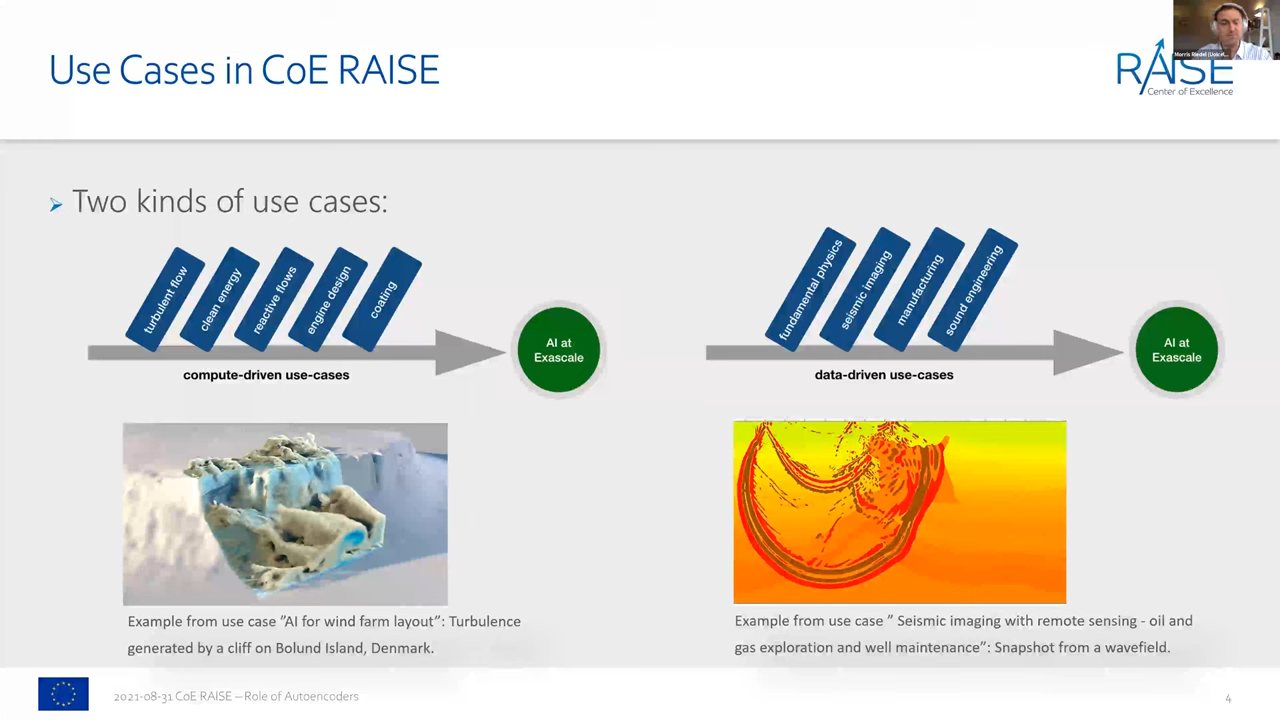 Use Cases in CoE RAISE
RAISE
Center of Excellence
Two kinds of use cases:
turbulent flow
clean energy
reactive flows
engine design
coating
AI at
Exascale
compute-driven use-cases
fundamental physics
seismic imaging
manufacturing
sound engineering
AI at
Exascale
data-driven use-cases
Example from use case ”AI for wind farm layout”: Turbulence
generated by a cliff on Bolund Island, Denmark.
Example from use case ” Seismic imaging with remote sensing - oil and
gas exploration and well maintenance”: Snapshot from a wavefield.
2021-08-31 CoE RAISE – Role of Autoencoders
4